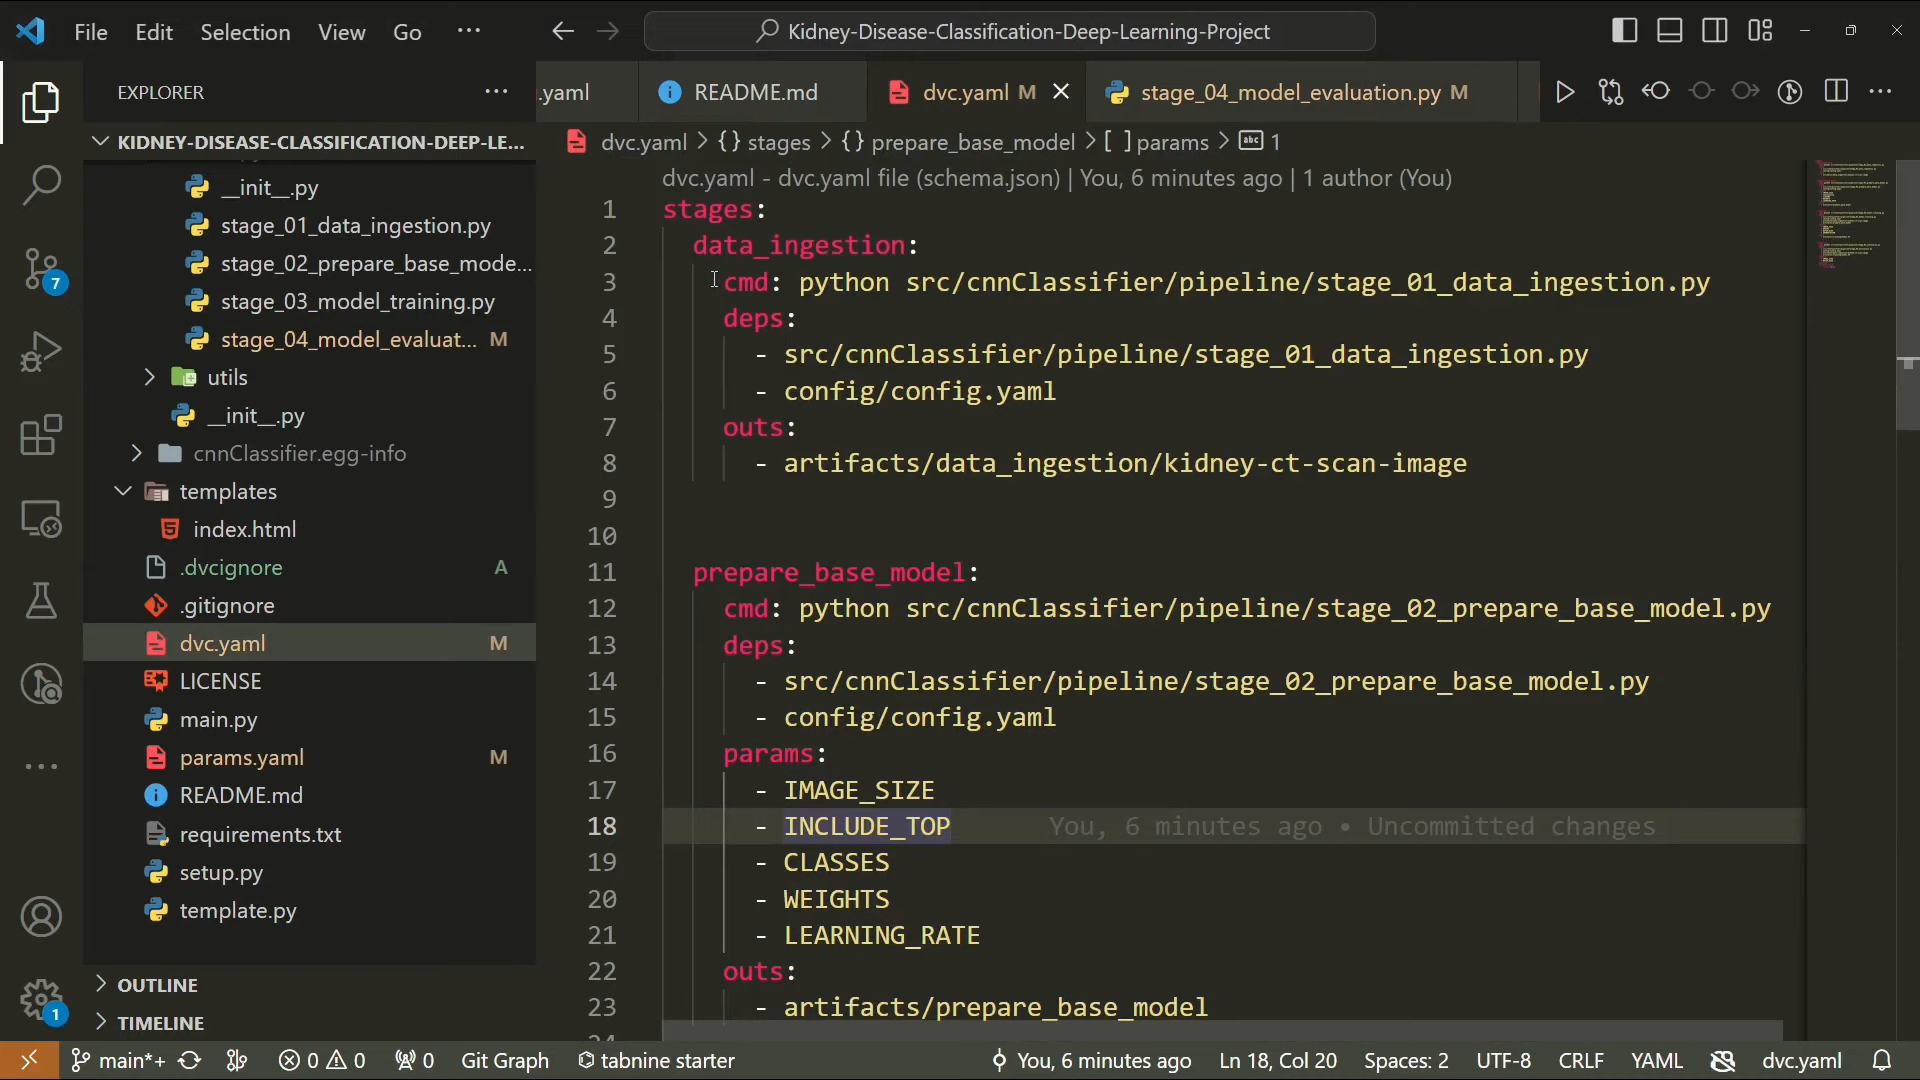 File Edit Selection View Go ···
Kidney-Disease-Classification-Deep-Learning-Project
EXPLORER
KIDNEY-DISEASE-CLASSIFICATION-DEEP-LE...
__init__.py
stage_01_data_ingestion.py
stage_02_prepare_base_mode...
stage_03_model_training.py
stage_04_model_evaluat... M
utils
__init__.py
cnnClassifier.egg-info
templates
index.html
.dvcignore A
.gitignore
dvc.yaml M
LICENSE
main.py
params.yaml M
README.md
requirements.txt
setup.py
template.py
OUTLINE
TIMELINE
7
1
.yaml README.md dvc.yaml M stage_04_model_evaluation.py M
dvc.yaml > {} stages > {} prepare_base_model > [ ] params > abc 1
dvc.yaml - dvc.yaml file (schema.json) | You, 6 minutes ago | 1 author (You)
1 stages:
2 data_ingestion:
3 cmd: python src/cnnClassifier/pipeline/stage_01_data_ingestion.py
4 deps:
5 - src/cnnClassifier/pipeline/stage_01_data_ingestion.py
6 - config/config.yaml
7 outs:
8 - artifacts/data_ingestion/kidney-ct-scan-image
9
10
11 prepare_base_model:
12 cmd: python src/cnnClassifier/pipeline/stage_02_prepare_base_model.py
13 deps:
14 - src/cnnClassifier/pipeline/stage_02_prepare_base_model.py
15 - config/config.yaml
16 params:
17 - IMAGE_SIZE
18 - INCLUDE_TOP You, 6 minutes ago • Uncommitted changes
19 - CLASSES
20 - WEIGHTS
21 - LEARNING_RATE
22 outs:
23 - artifacts/prepare_base_model
main*+ 0 0 0 Git Graph tabnine starter You, 6 minutes ago Ln 18, Col 20 Spaces: 2 UTF-8 CRLF YAML dvc.yaml